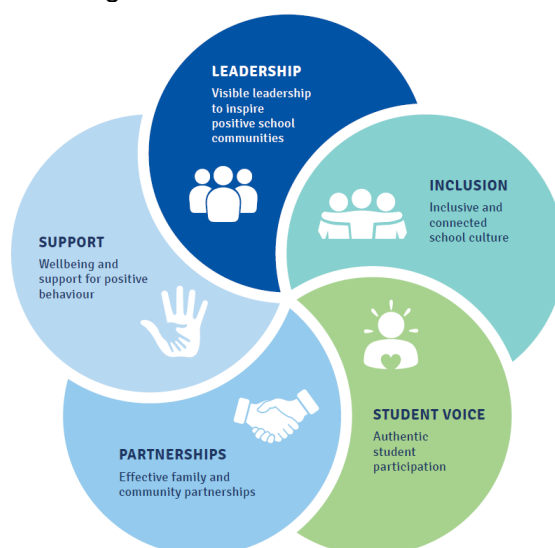 LEADERSHIP
Visible leadership
to inspire
positive school
communities
INCLUSION
Inclusive and
connected
school culture
STUDENT VOICE
Authentic
student
participation
PARTNERSHIPS
Effective family and
community partnerships
SUPPORT
Wellbeing and
support for positive
behaviour